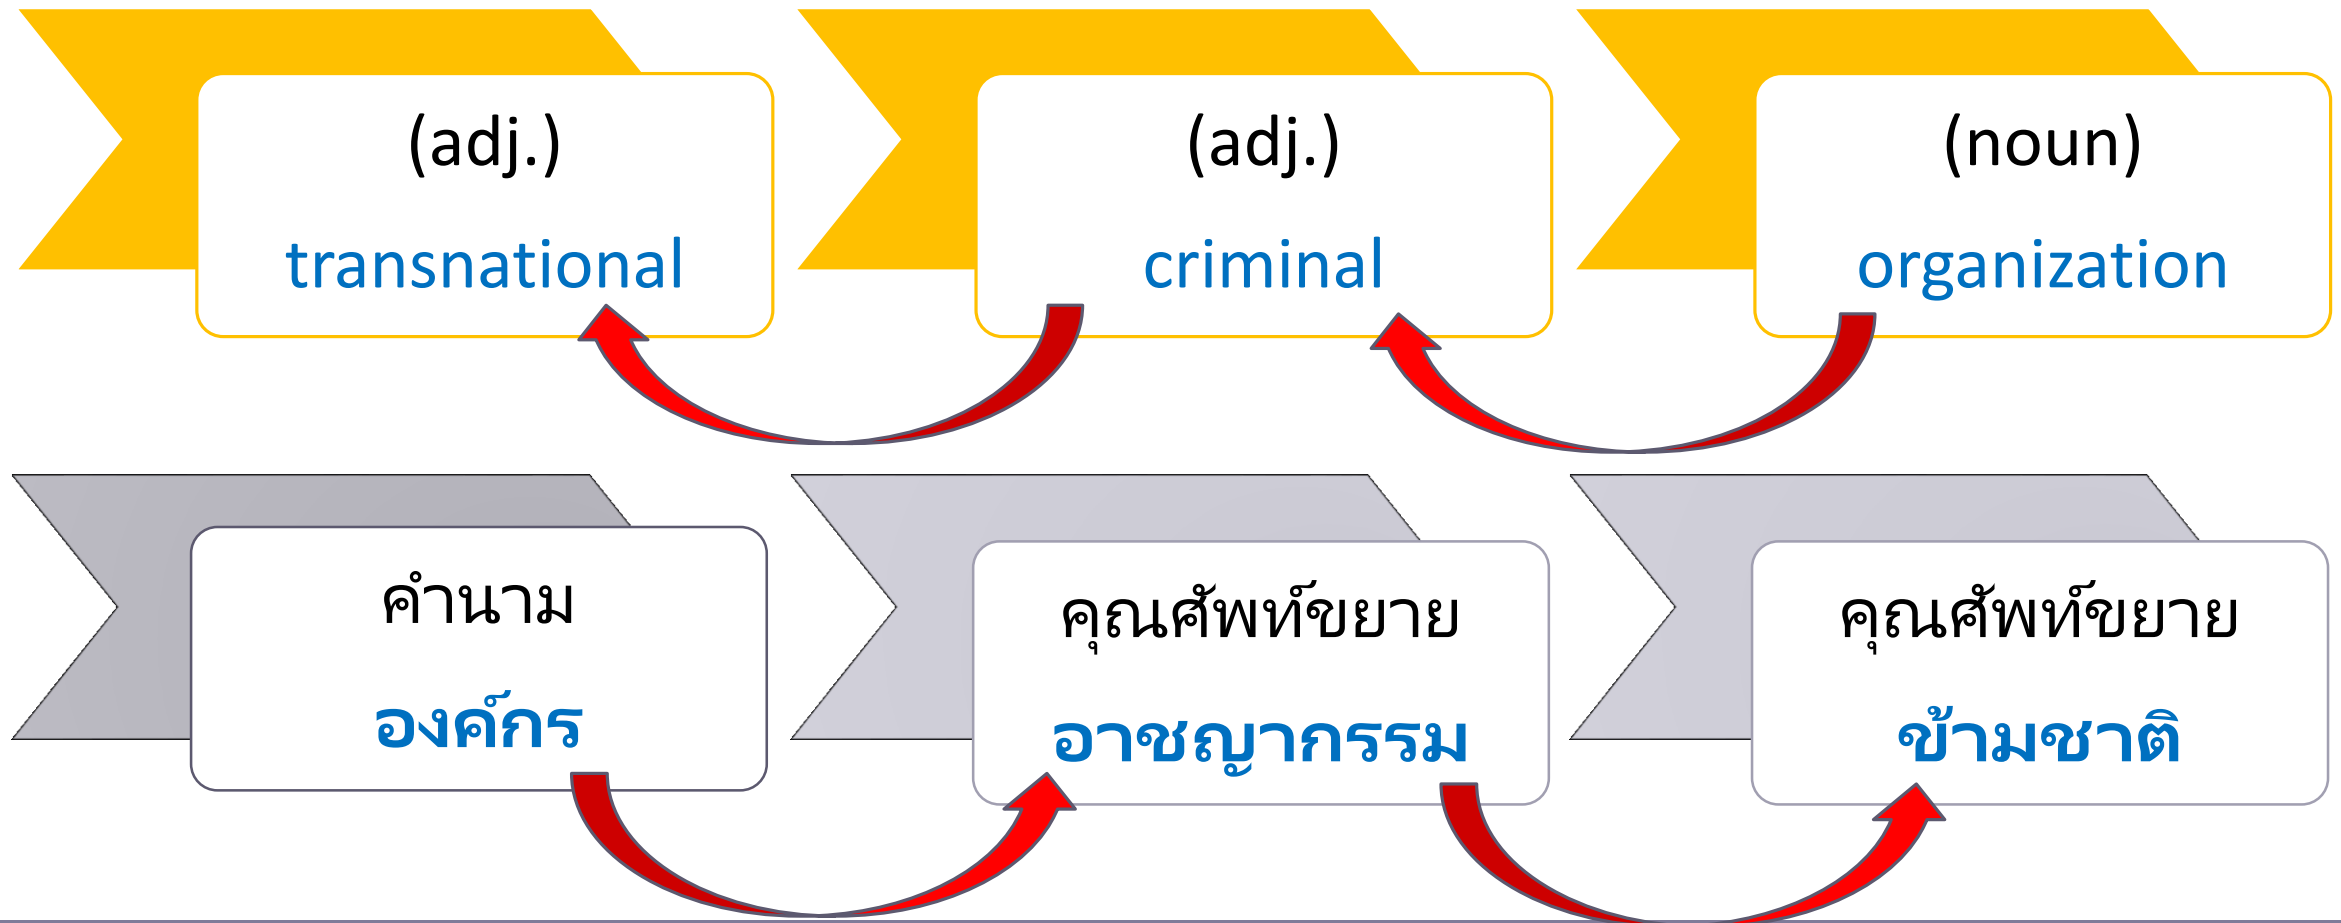 (adj.)
transnational
(adj.)
criminal
(noun)
organization
คำนาม
องค์กร
คุณศัพท์ขยาย
อาชญากรรม
คุณศัพท์ขยาย
ข้ามชาติ